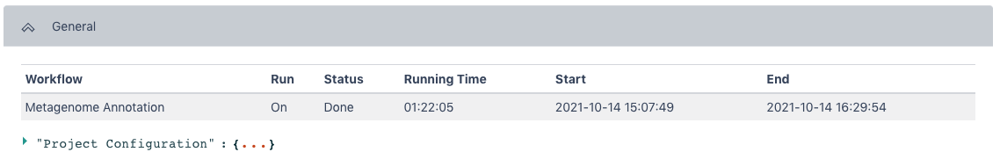 General
Workflow Run Status Running Time Start End
Metagenome Annotation On Done 01:22:05 2021-10-14 15:07:49 2021-10-14 16:29:54
"Project Configuration" : {...}